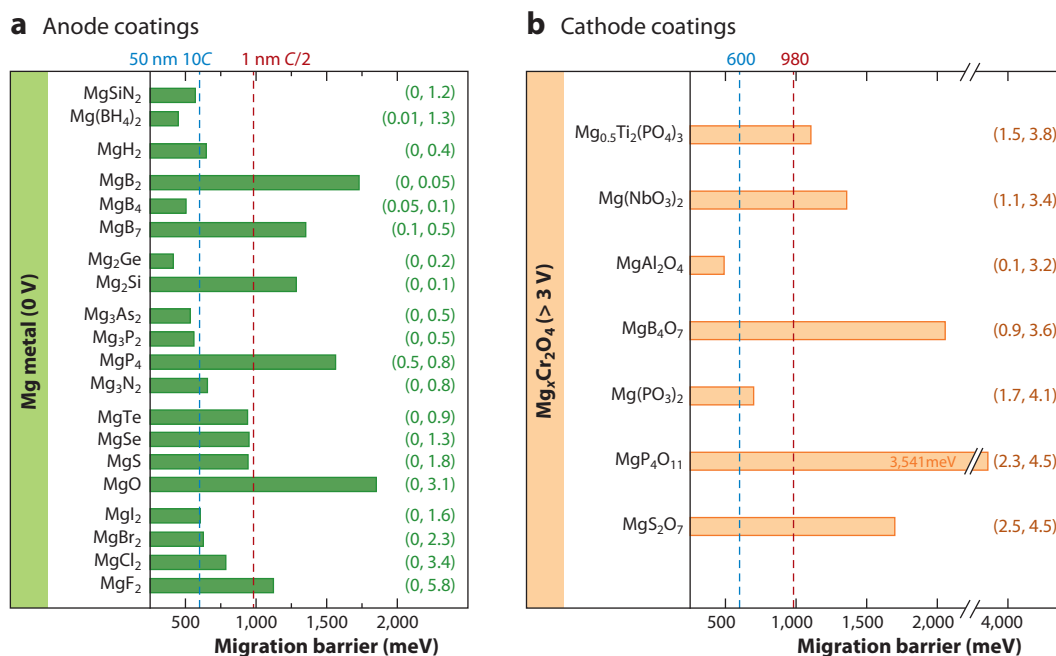 a Anode coatings
50 nm 10C
1 nm C/2
Mg metal (0 V)
MgSiN₂ (0, 1.2)
Mg(BH₄)₂ (0.01, 1.3)
MgH₂ (0, 0.4)
MgB₂ (0, 0.05)
MgB₄ (0.05, 0.1)
MgB₇ (0.1, 0.5)
Mg₂Ge (0, 0.2)
Mg₂Si (0, 0.1)
Mg₃As₂ (0, 0.5)
Mg₃P₂ (0, 0.5)
MgP₄ (0.5, 0.8)
Mg₃N₂ (0, 0.8)
MgTe (0, 0.9)
MgSe (0, 1.3)
MgS (0, 1.8)
MgO (0, 3.1)
MgI₂ (0, 1.6)
MgBr₂ (0, 2.3)
MgCl₂ (0, 3.4)
MgF₂ (0, 5.8)
500 1,000 1,500 2,000
Migration barrier (meV)
b Cathode coatings
600 980
MgₓCr₂O₄ (> 3 V)
Mg₀.₅Ti₂(PO₄)₃ (1.5, 3.8)
Mg(NbO₃)₂ (1.1, 3.4)
MgAl₂O₄ (0.1, 3.2)
MgB₄O₇ (0.9, 3.6)
Mg(PO₃)₂ (1.7, 4.1)
MgP₄O₁₁ 3,541meV (2.3, 4.5)
MgS₂O₇ (2.5, 4.5)
500 1,000 1,500 2,000 4,000
Migration barrier (meV)